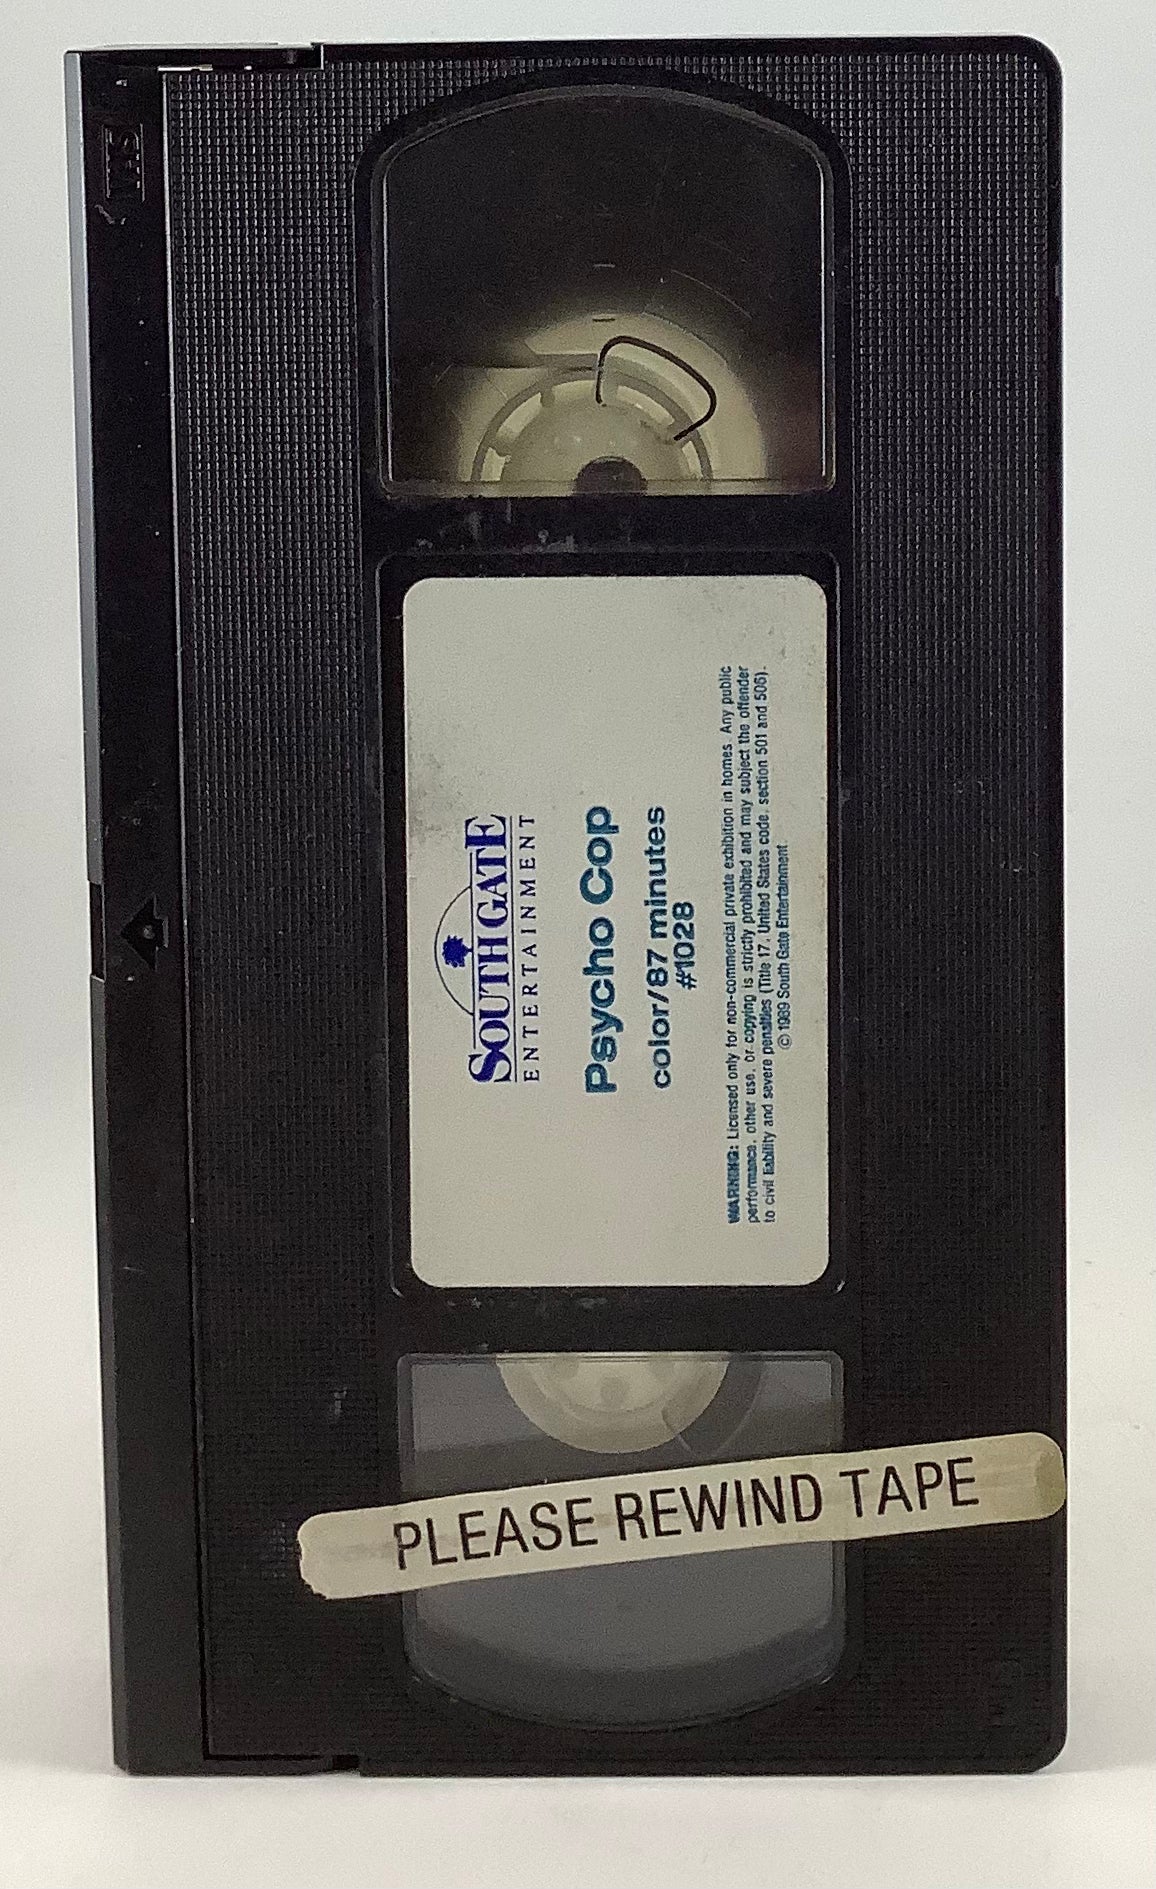 VHS
SOUTH GATE
ENTERTAINMENT
Psycho Cop
color/87 minutes
#1028
WARNING: Licensed only for non-commercial private exhibition in homes. Any public
performance, other use, or copying is strictly prohibited and may subject the offender
to civil liability and severe penalties (Title 17, United States code, section 501 and 506).
© 1989 South Gate Entertainment
PLEASE REWIND TAPE